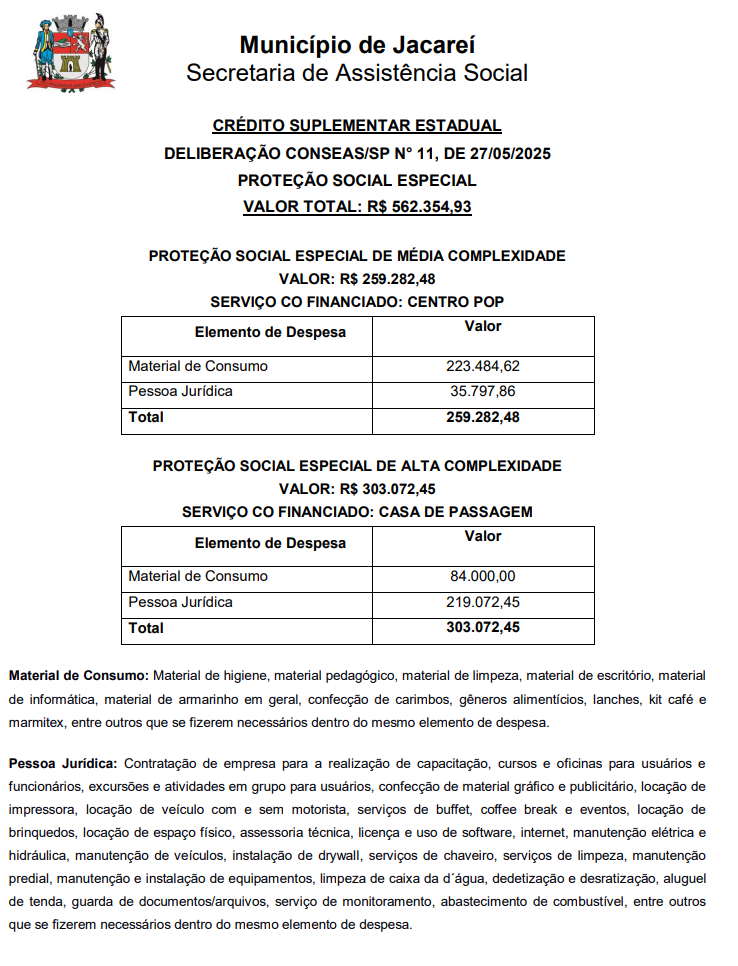 Município de Jacareí
Secretaria de Assistência Social
CRÉDITO SUPLEMENTAR ESTADUAL
DELIBERAÇÃO CONSEAS/SP N° 11, DE 27/05/2025
PROTEÇÃO SOCIAL ESPECIAL
VALOR TOTAL: R$ 562.354,93
PROTEÇÃO SOCIAL ESPECIAL DE MÉDIA COMPLEXIDADE
VALOR: R$ 259.282,48
SERVIÇO CO FINANCIADO: CENTRO POP
Elemento de Despesa Valor
Material de Consumo 223.484,62
Pessoa Jurídica 35.797,86
Total 259.282,48
PROTEÇÃO SOCIAL ESPECIAL DE ALTA COMPLEXIDADE
VALOR: R$ 303.072,45
SERVIÇO CO FINANCIADO: CASA DE PASSAGEM
Elemento de Despesa Valor
Material de Consumo 84.000,00
Pessoa Jurídica 219.072,45
Total 303.072,45
Material de Consumo: Material de higiene, material pedagógico, material de limpeza, material de escritório, material
de informática, material de armarinho em geral, confecção de carimbos, gêneros alimentícios, lanches, kit café e
marmitex, entre outros que se fizerem necessários dentro do mesmo elemento de despesa.
Pessoa Jurídica: Contratação de empresa para a realização de capacitação, cursos e oficinas para usuários e
funcionários, excursões e atividades em grupo para usuários, confecção de material gráfico e publicitário, locação de
impressora, locação de veículo com e sem motorista, serviços de buffet, coffee break e eventos, locação de
brinquedos, locação de espaço físico, assessoria técnica, licença e uso de software, internet, manutenção elétrica e
hidráulica, manutenção de veículos, instalação de drywall, serviços de chaveiro, serviços de limpeza, manutenção
predial, manutenção e instalação de equipamentos, limpeza de caixa da d´água, dedetização e desratização, aluguel
de tenda, guarda de documentos/arquivos, serviço de monitoramento, abastecimento de combustível, entre outros
que se fizerem necessários dentro do mesmo elemento de despesa.